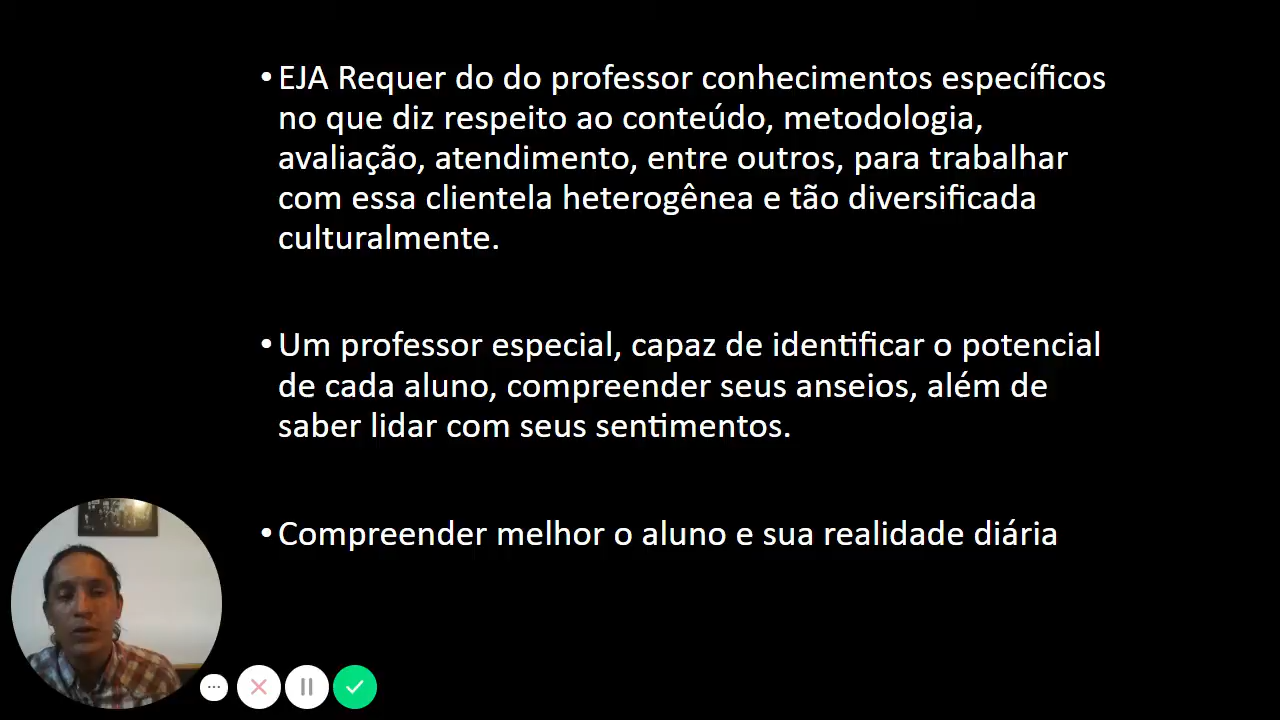 • EJA Requer do do professor conhecimentos específicos
no que diz respeito ao conteúdo, metodologia,
avaliação, atendimento, entre outros, para trabalhar
com essa clientela heterogênea e tão diversificada
culturalmente.
• Um professor especial, capaz de identificar o potencial
de cada aluno, compreender seus anseios, além de
saber lidar com seus sentimentos.
• Compreender melhor o aluno e sua realidade diária